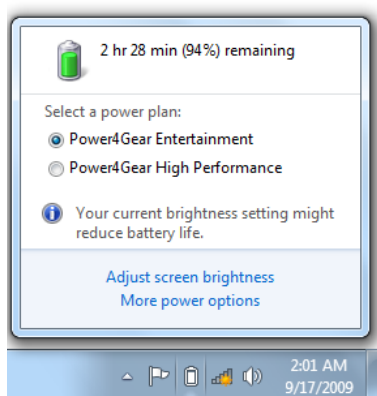 2 hr 28 min (94%) remaining
Select a power plan:
Power4Gear Entertainment
Power4Gear High Performance
Your current brightness setting might
reduce battery life.
Adjust screen brightness
More power options
2:01 AM
9/17/2009